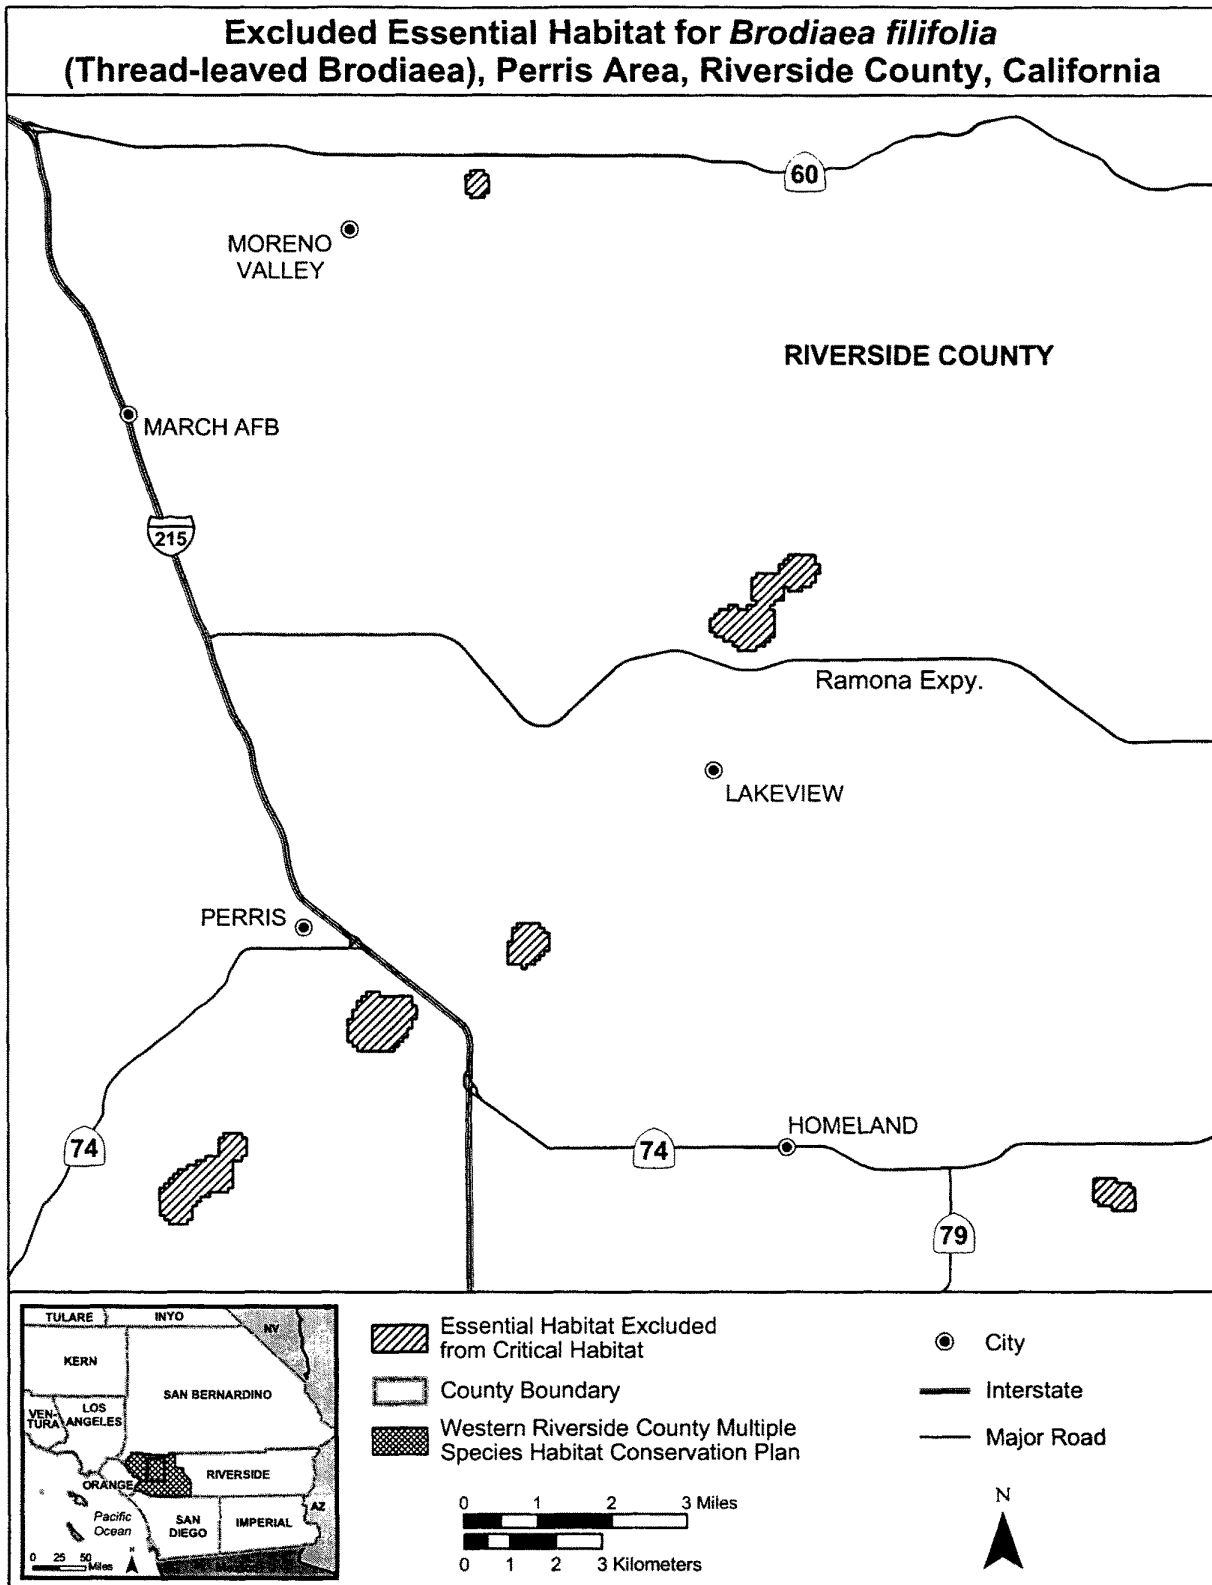 Excluded Essential Habitat for Brodiaea filifolia
(Thread-leaved Brodiaea), Perris Area, Riverside County, California
60
MORENO
VALLEY
RIVERSIDE COUNTY
MARCH AFB
215
Ramona Expy.
LAKEVIEW
PERRIS
HOMELAND
74
74
79
TULARE
INYO
NV
KERN
SAN BERNARDINO
VEN-
TURA
LOS
ANGELES
ORANGE
RIVERSIDE
Pacific
Ocean
SAN
DIEGO
IMPERIAL
AZ
0 25 50
Miles
N
Essential Habitat Excluded
from Critical Habitat
County Boundary
Western Riverside County Multiple
Species Habitat Conservation Plan
0 1 2 3 Miles
0 1 2 3 Kilometers
City
Interstate
Major Road
N